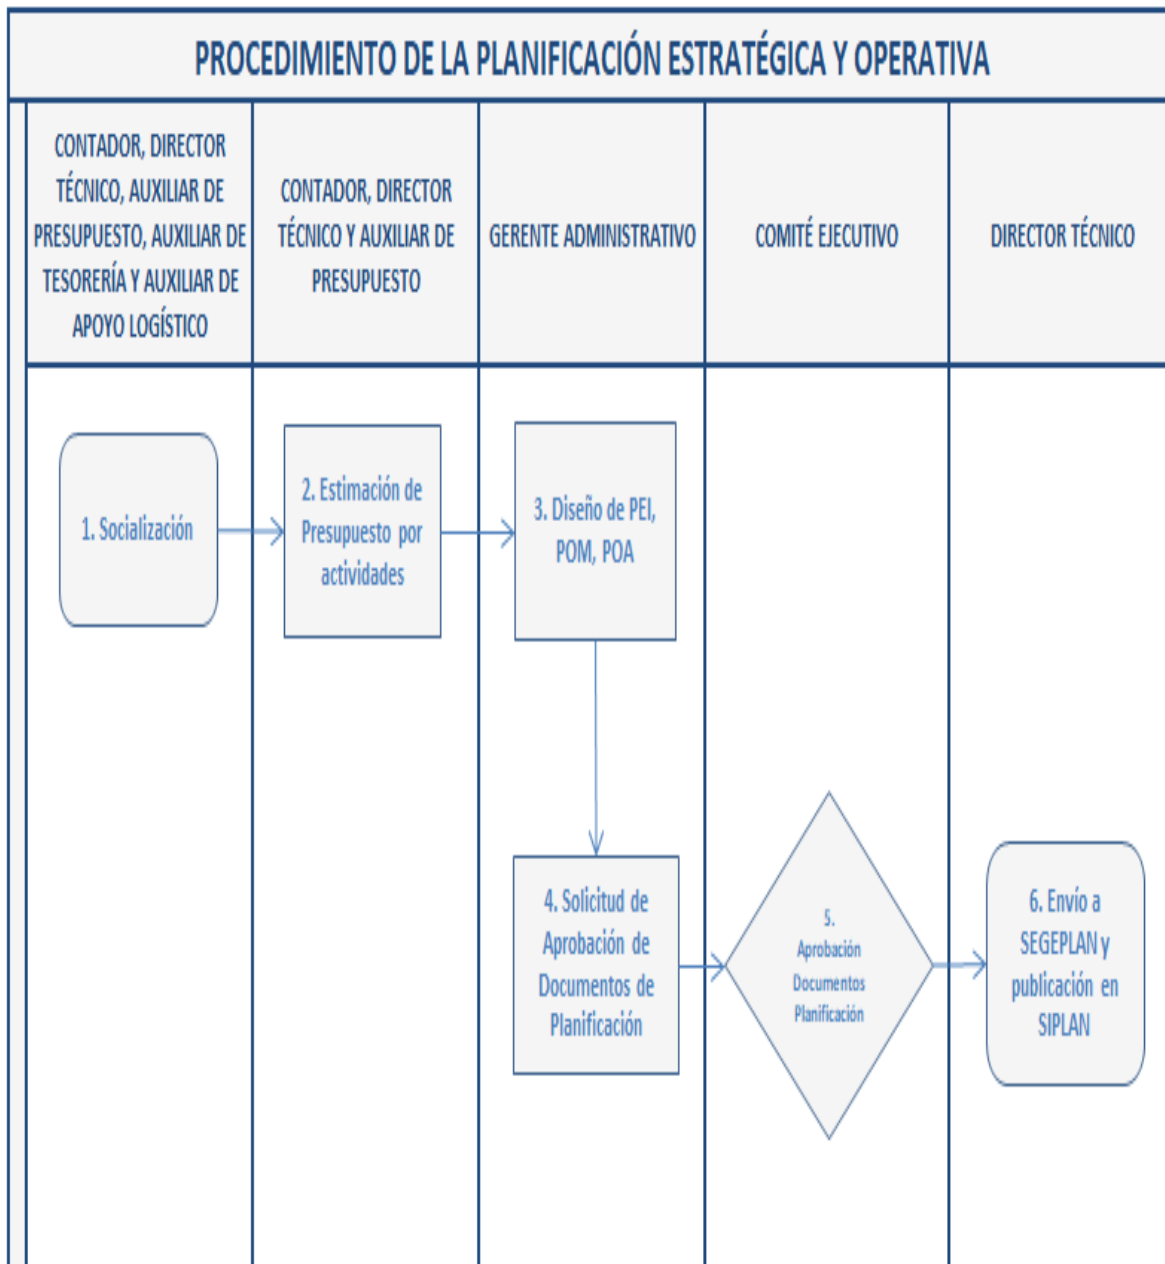 PROCEDIMIENTO DE LA PLANIFICACIÓN ESTRATÉGICA Y OPERATIVA
CONTADOR, DIRECTOR
TÉCNICO, AUXILIAR DE
PRESUPUESTO, AUXILIAR DE
TESORERÍA Y AUXILIAR DE
APOYO LOGÍSTICO
CONTADOR, DIRECTOR
TÉCNICO Y AUXILIAR DE
PRESUPUESTO
GERENTE ADMINISTRATIVO
COMITÉ EJECUTIVO
DIRECTOR TÉCNICO
1. Socialización
2. Estimación de
Presupuesto por
actividades
3. Diseño de PEI,
POM, POA
4. Solicitud de
Aprobación de
Documentos de
Planificación
5.
Aprobación
Documentos
Planificación
6. Envío a
SEGEPLAN y
publicación en
SIPLAN